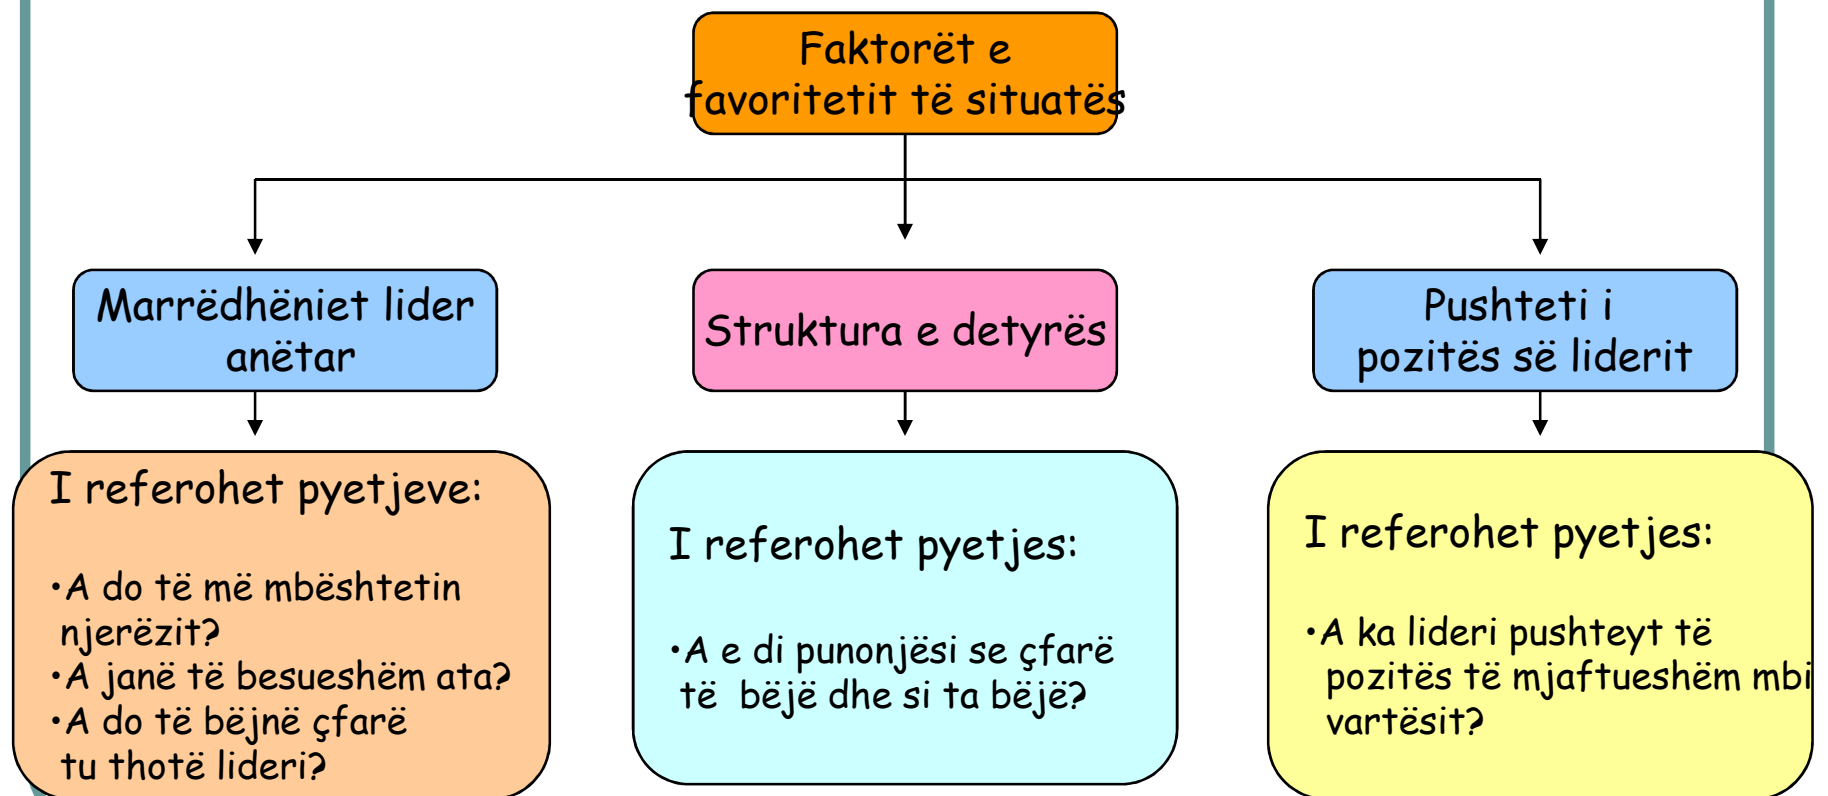 Faktorët e
favoritetit të situatës
Marrëdhëniet lider
anëtar
Struktura e detyrës
Pushteti i
pozitës së liderit
I referohet pyetjeve:
•A do të më mbështetin
njerëzit?
•A janë të besueshëm ata?
•A do të bëjnë çfarë
tu thotë lideri?
I referohet pyetjes:
•A e di punonjësi se çfarë
të bëjë dhe si ta bëjë?
I referohet pyetjes:
•A ka lideri pushteyt të
pozitës të mjaftueshëm mbi
vartësit?